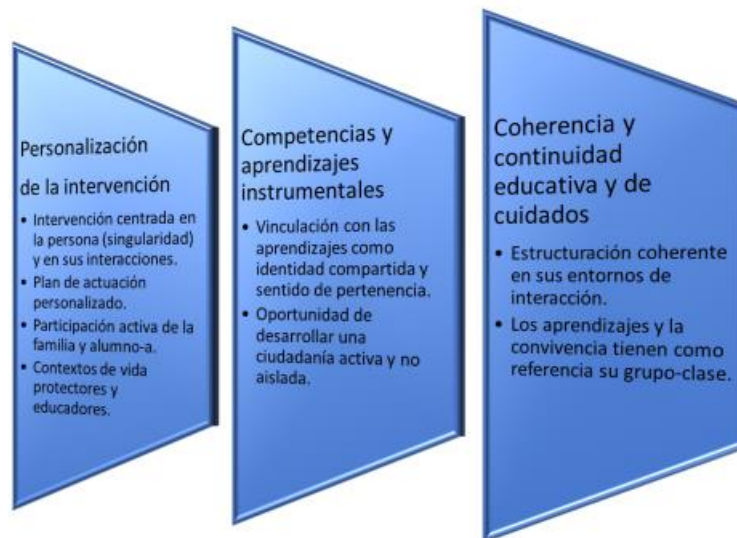 Personalización
de la intervención
• Intervención centrada en
la persona (singularidad)
y en sus interacciones.
• Plan de actuación
personalizado.
• Participación activa de la
familia y alumno-a.
• Contextos de vida
protectores y
educadores.
Competencias y
aprendizajes
instrumentales
• Vinculación con las
aprendizajes como
identidad compartida y
sentido de pertenencia.
• Oportunidad de
desarrollar una
ciudadanía activa y no
aislada.
Coherencia y
continuidad
educativa y de
cuidados
• Estructuración coherente
en sus entornos de
interacción.
• Los aprendizajes y la
convivencia tienen como
referencia su grupo-clase.